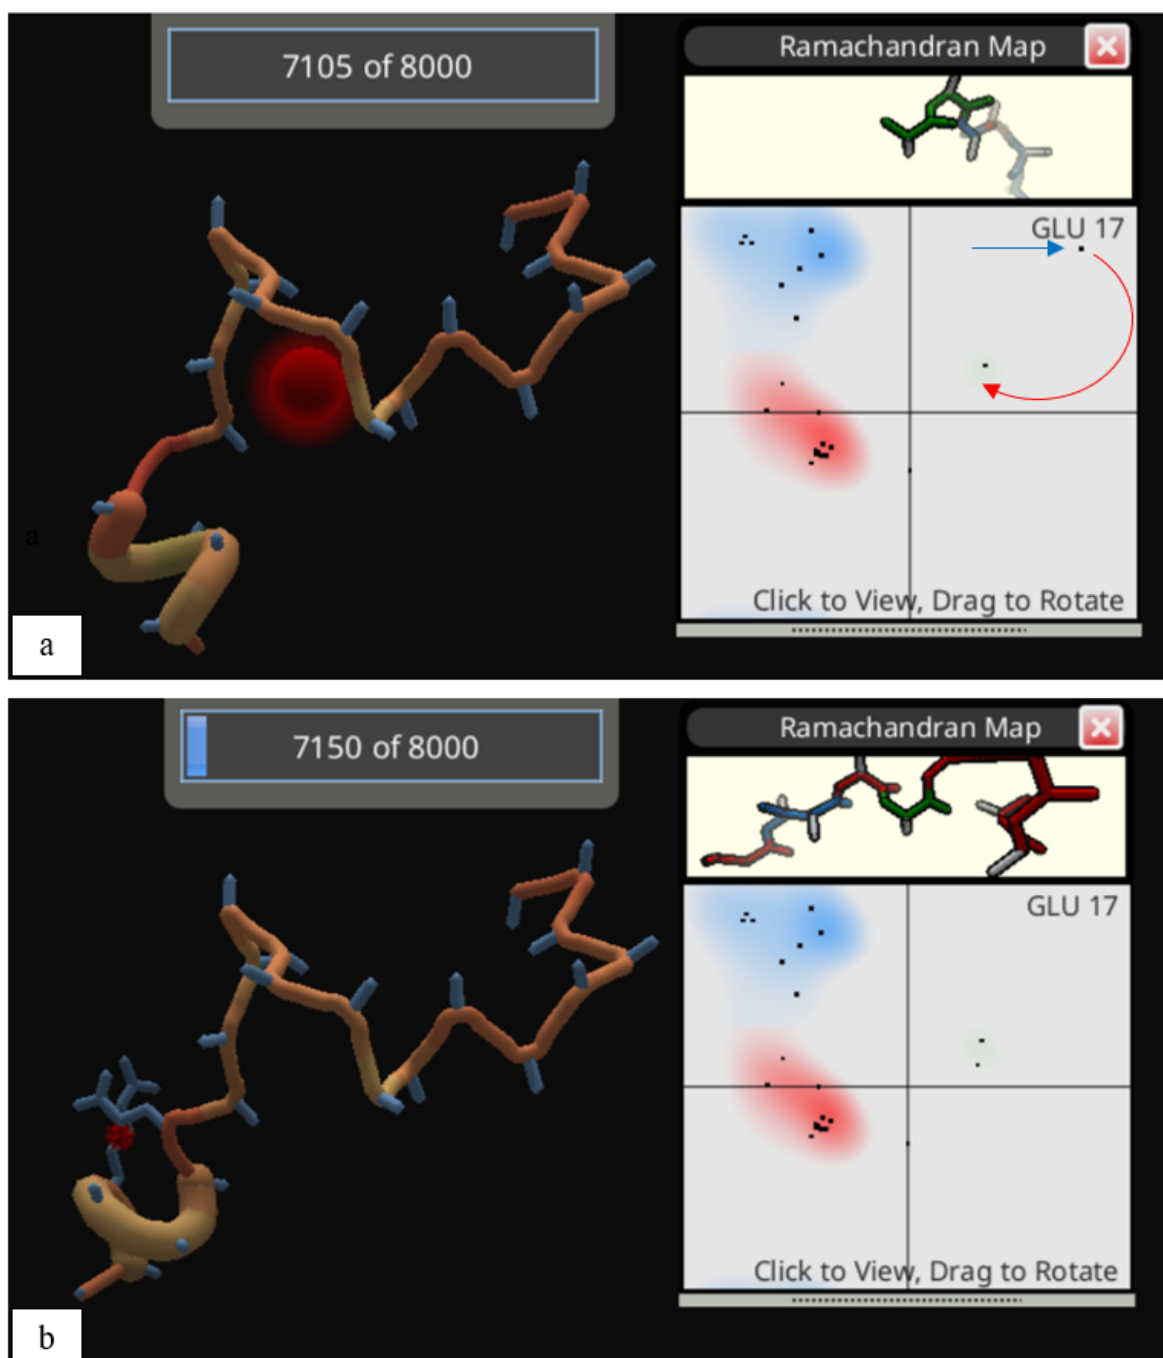 7105 of 8000
Ramachandran Map
GLU 17
Click to View, Drag to Rotate
a
a
7150 of 8000
Ramachandran Map
GLU 17
Click to View, Drag to Rotate
b